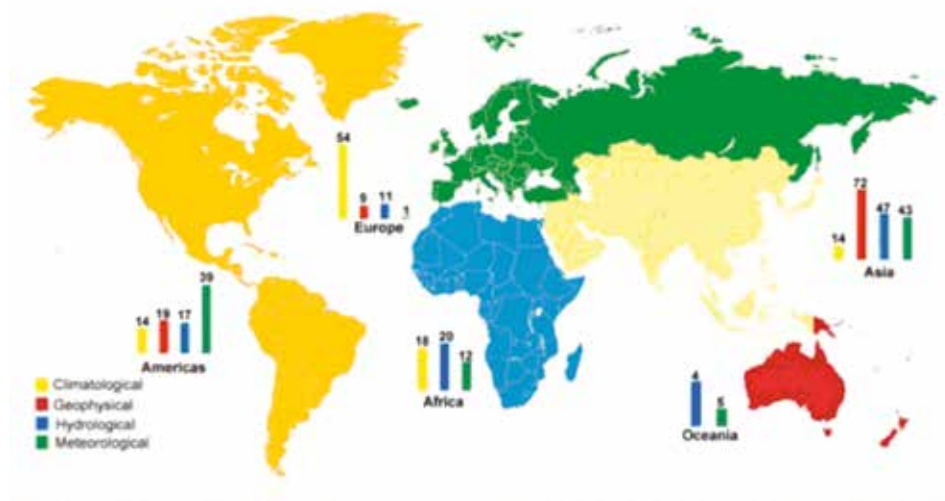 54
9
11
1
Europe
72
47
43
14
Asia
39
14
19
17
Americas
18
20
12
Africa
4
5
Oceania
Climatological
Geophysical
Hydrological
Meteorological